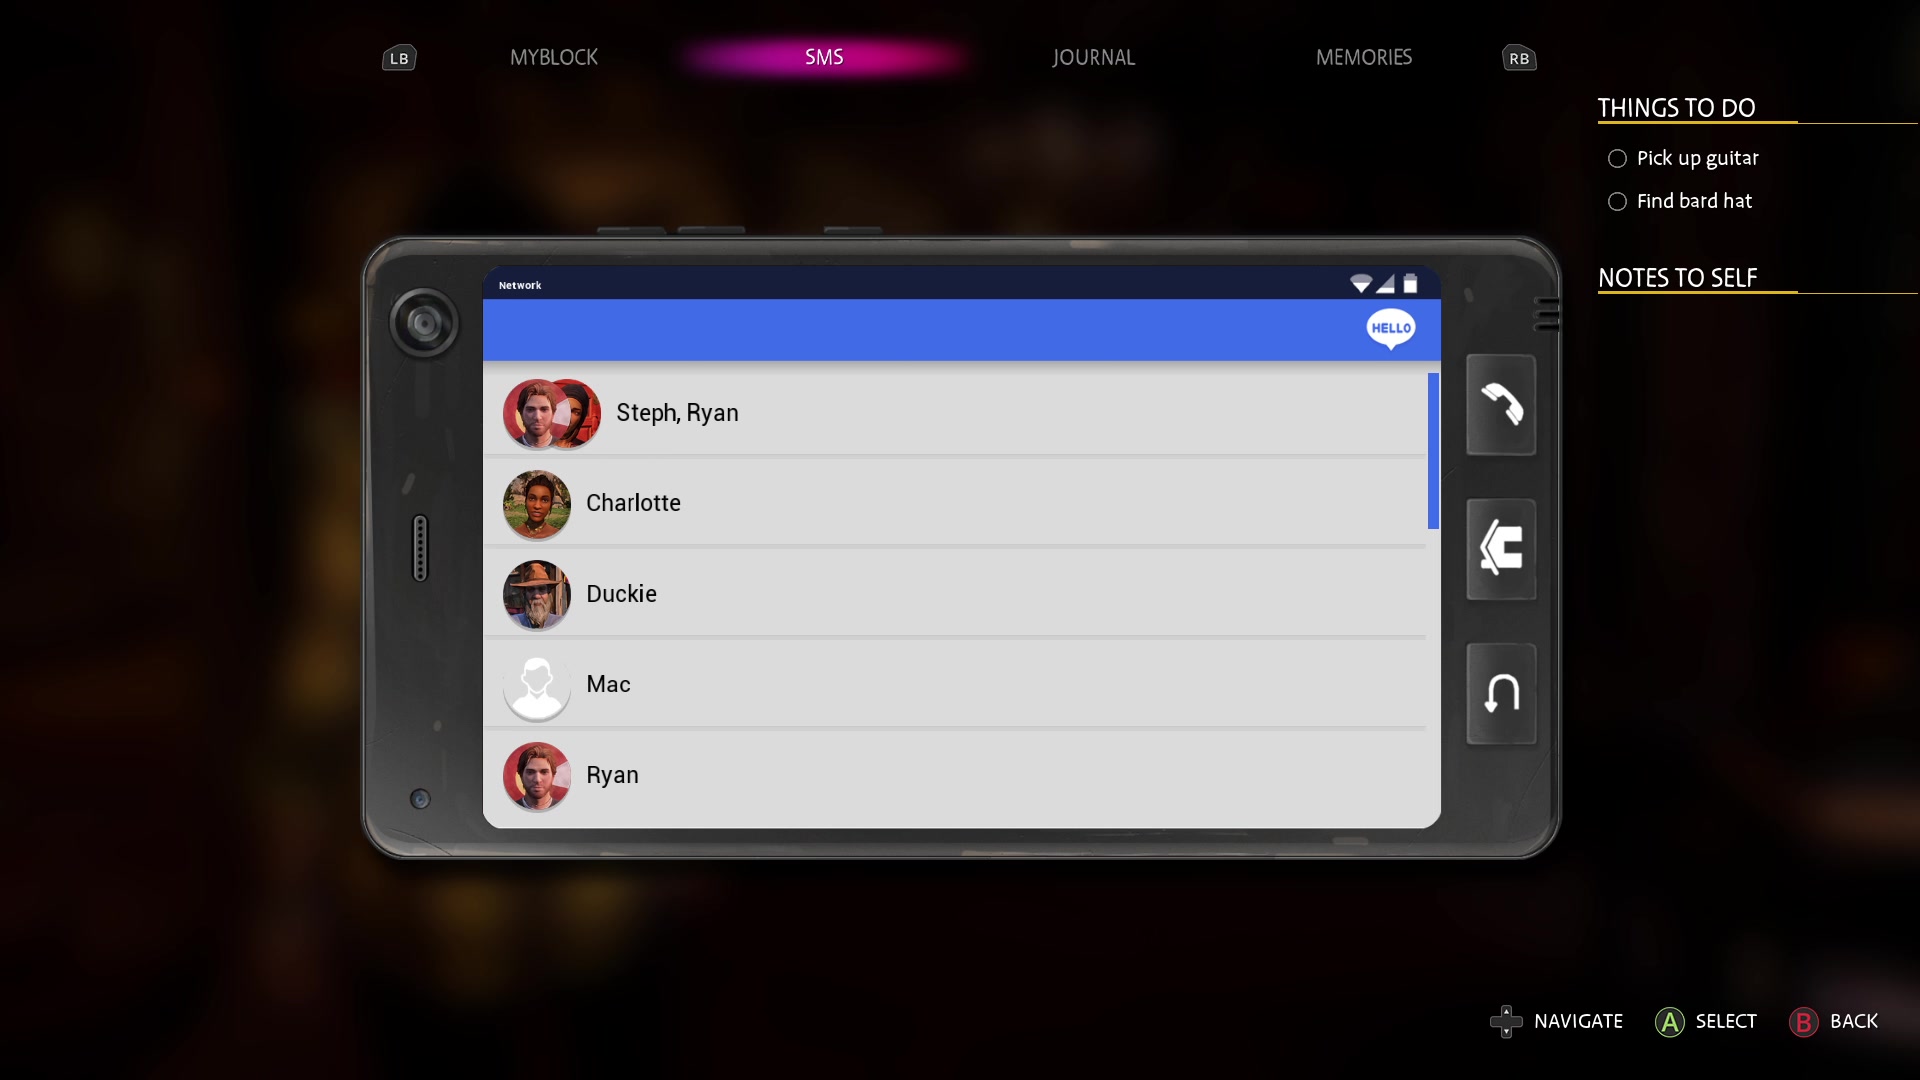 LB
MYBLOCK
SMS
JOURNAL
MEMORIES
RB
THINGS TO DO
Pick up guitar
Find bard hat
NOTES TO SELF
Network
HELLO
Steph, Ryan
Charlotte
Duckie
Mac
Ryan
NAVIGATE
A SELECT
B BACK